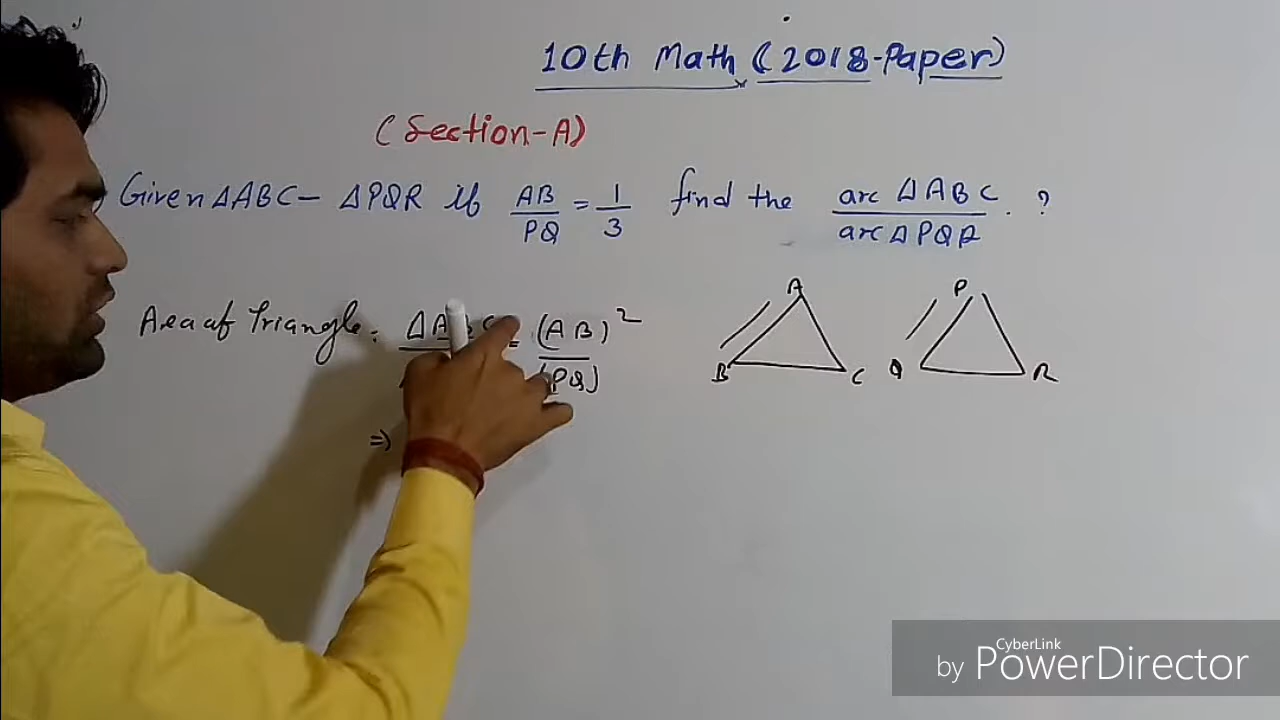 10th Math (2018-Paper)
(Section-A)
Given ΔABC – ΔPQR if AB/PQ = 1/3 find the arc ΔABC / arc ΔPQR . ?
Area of Triangle : = (AB)² / (PQ)
⇒
A
B C
P
Q R
CyberLink
by PowerDirector